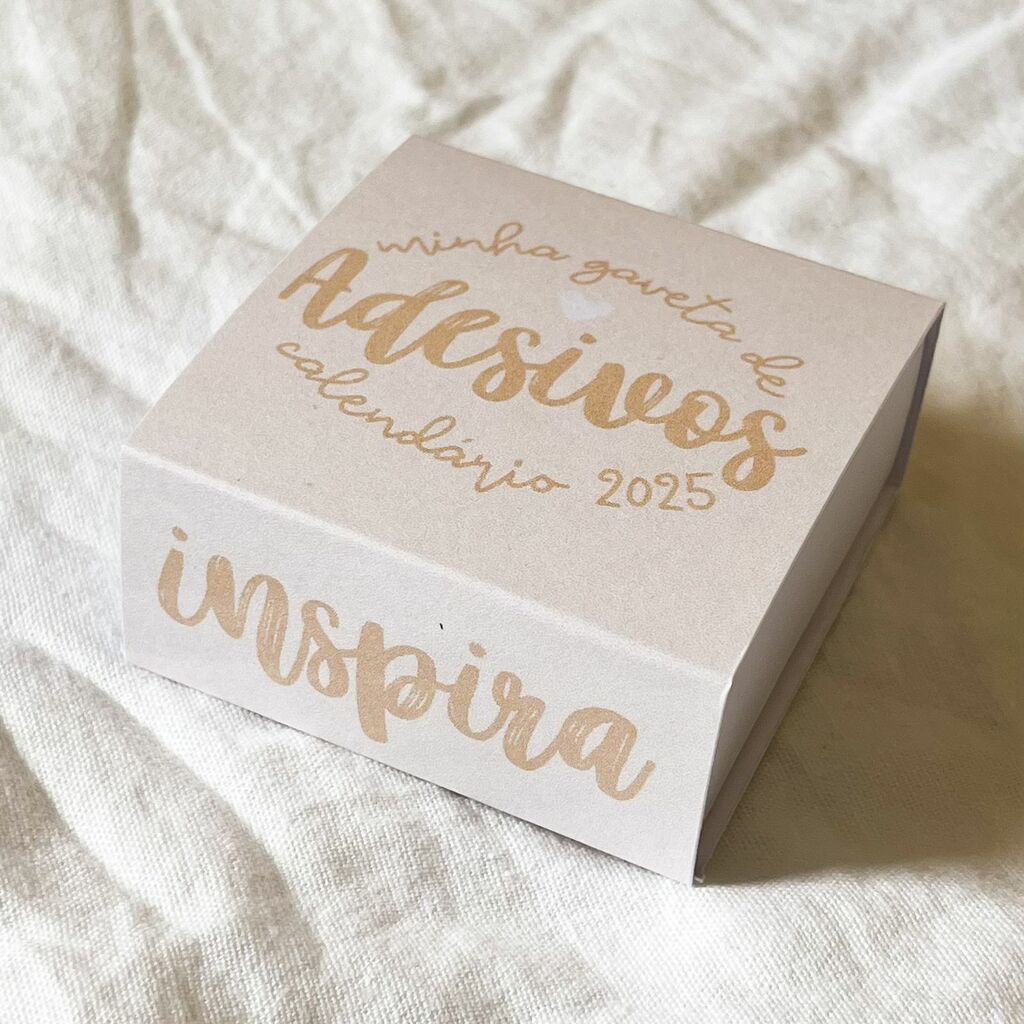 minha gaveta de
Adesivos
calendário 2025
inspira